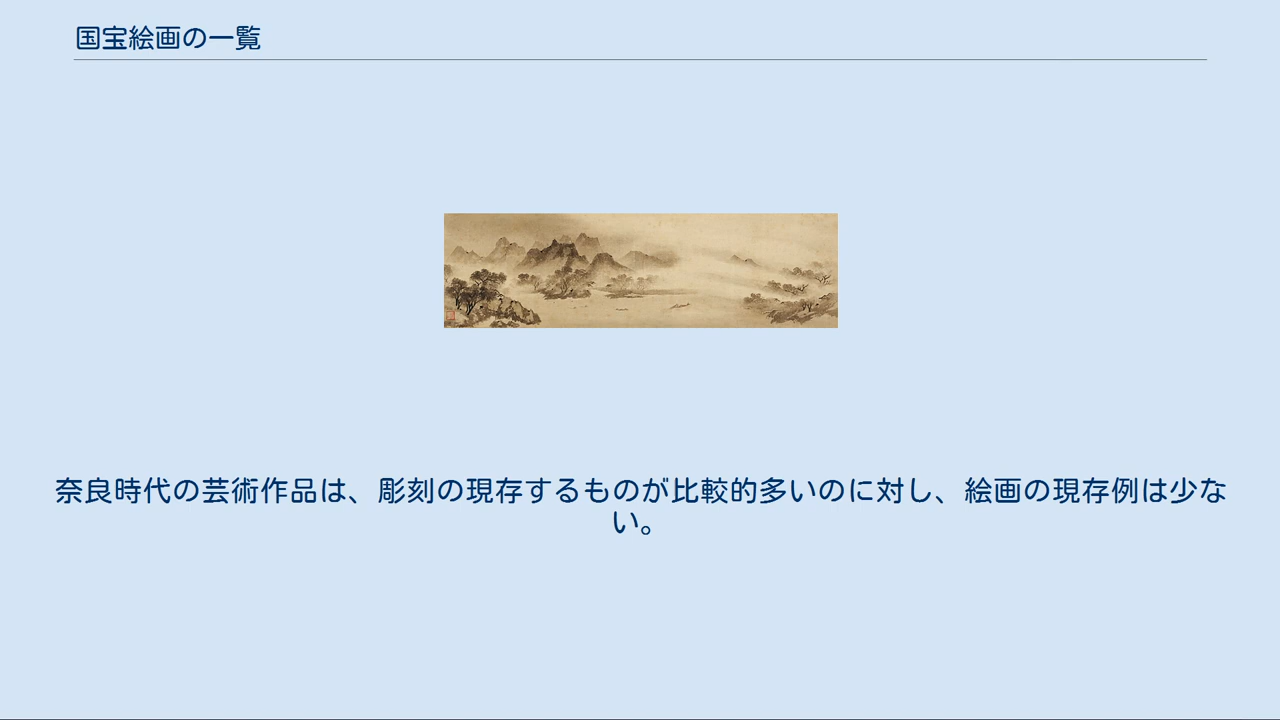 国宝絵画の一覧
奈良時代の芸術作品は、彫刻の現存するものが比較的多いのに対し、絵画の現存例は少な
い。